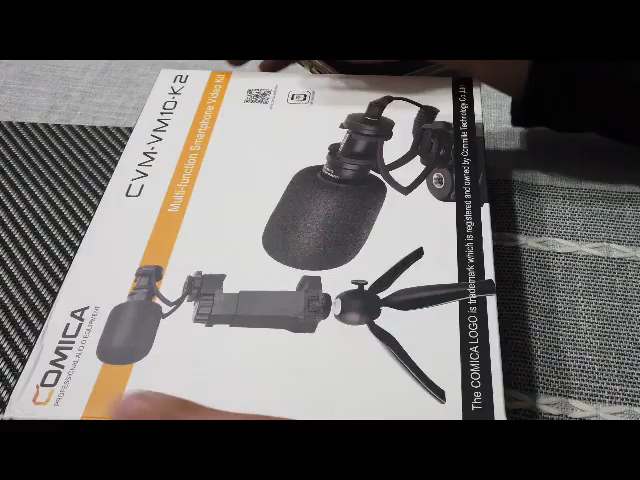 CVM-VM10-K2
Multi-function Smartphone Video Kit
COMICA
PROFESSIONAL AUDIO EQUIPMENT
The COMICA LOGO is trademark which is registered and owned by Commlite Technology Co.,Ltd